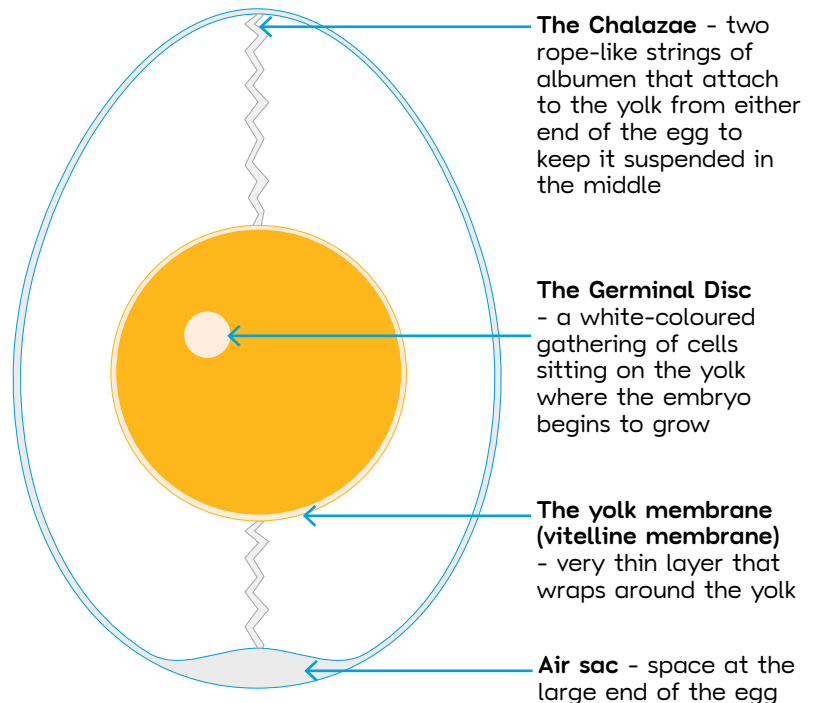 The Chalazae - two
rope-like strings of
albumen that attach
to the yolk from either
end of the egg to
keep it suspended in
the middle
The Germinal Disc
- a white-coloured
gathering of cells
sitting on the yolk
where the embryo
begins to grow
The yolk membrane
(vitelline membrane)
- very thin layer that
wraps around the yolk
Air sac - space at the
large end of the egg